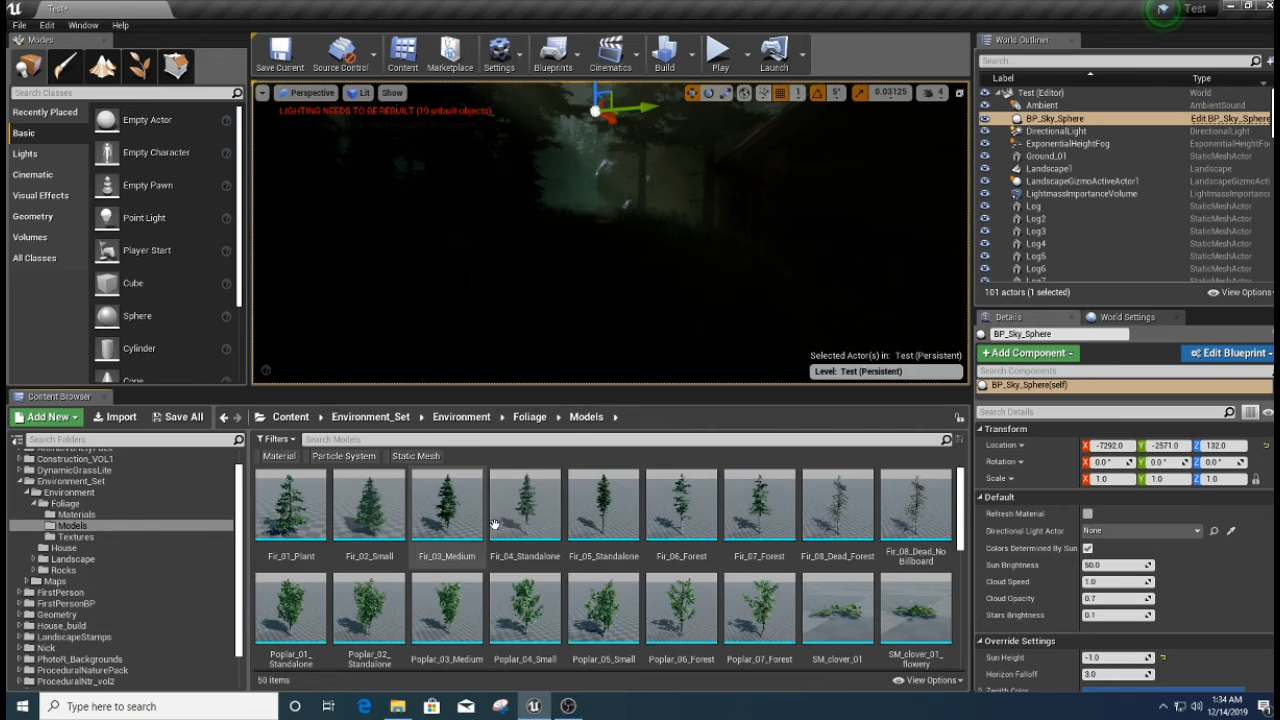 Test*
Test
File Edit Window Help
Modes
Search Classes
Recently Placed
Basic
Lights
Cinematic
Visual Effects
Geometry
Volumes
All Classes
Empty Actor
Empty Character
Empty Pawn
Point Light
Player Start
Cube
Sphere
Cylinder
Save Current
Source Control
Content
Marketplace
Settings
Blueprints
Cinematics
Build
Play
Launch
Perspective
Lit
Show
5°
0.03125
4
LIGHTING NEEDS TO BE REBUILT (19 unbuilt objects)
Selected Actor(s) in: Test (Persistent)
Level: Test (Persistent)
World Outliner
Search...
Label Type
Test (Editor) World
Ambient AmbientSound
BP_Sky_Sphere Edit BP_Sky_Sphere
DirectionalLight DirectionalLight
ExponentialHeightFog ExponentialHeightFog
Ground_01 StaticMeshActor
Landscape1 Landscape
LandscapeGizmoActiveActor1 LandscapeGizmoActiveActor
LightmassImportanceVolume LightmassImportance
Log StaticMeshActor
Log2 StaticMeshActor
Log3 StaticMeshActor
Log4 StaticMeshActor
Log5 StaticMeshActor
Log6 StaticMeshActor
101 actors (1 selected)
View Options
Details
World Settings
BP_Sky_Sphere
+Add Component
Edit Blueprint
Search Components
BP_Sky_Sphere(self)
Search Details
Transform
Location X -7292.0 Y -2571.0 Z 132.0
Rotation X 0.0° Y 0.0° Z 0.0°
Scale X 1.0 Y 1.0 Z 1.0
Default
Refresh Material
Directional Light Actor None
Colors Determined By Sun
Sun Brightness 50.0
Cloud Speed 1.0
Cloud Opacity 0.7
Stars Brightness 0.1
Override Settings
Sun Height -1.0
Horizon Falloff 3.0
Zenith Color
Content Browser
Add New
Import
Save All
Content
Environment_Set
Environment
Foliage
Models
Search Folders
Filters
Search Models
Material
Particle System
Static Mesh
Construction_VOL1
DynamicGrassLite
Environment_Set
Environment
Foliage
Materials
Models
Textures
House
Landscape
Rocks
Maps
FirstPerson
FirstPersonBP
Geometry
House_build
LandscapeStamps
Nick
PhotoR_Backgrounds
ProceduralNaturePack
ProceduralNtr_vol2
Fir_01_Plant
Fir_02_Small
Fir_03_Medium
Fir_04_Standalone
Fir_05_Standalone
Fir_06_Forest
Fir_07_Forest
Fir_08_Dead_Forest
Fir_08_Dead_No
Billboard
Poplar_01_
Standalone
Poplar_02_
Standalone
Poplar_03_Medium
Poplar_04_Small
Poplar_05_Small
Poplar_06_Forest
Poplar_07_Forest
SM_clover_01
SM_clover_01_
flowery
50 items
View Options
Type here to search
1:34 AM
12/14/2019